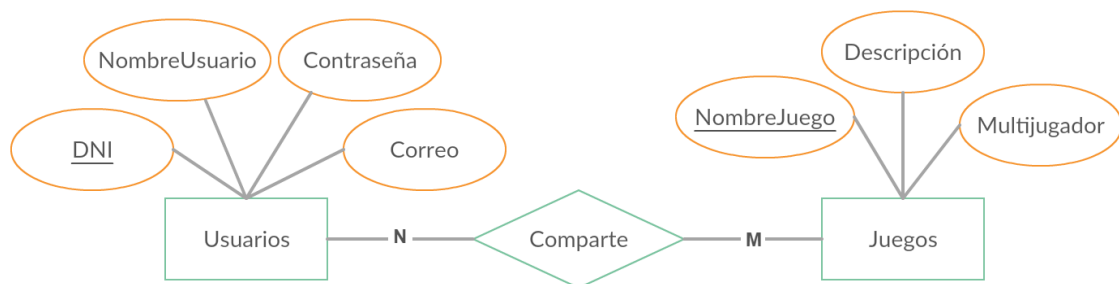 NombreUsuario
Contraseña
Descripción
NombreJuego
Multijugador
DNI
Correo
Usuarios
N
Comparte
M
Juegos